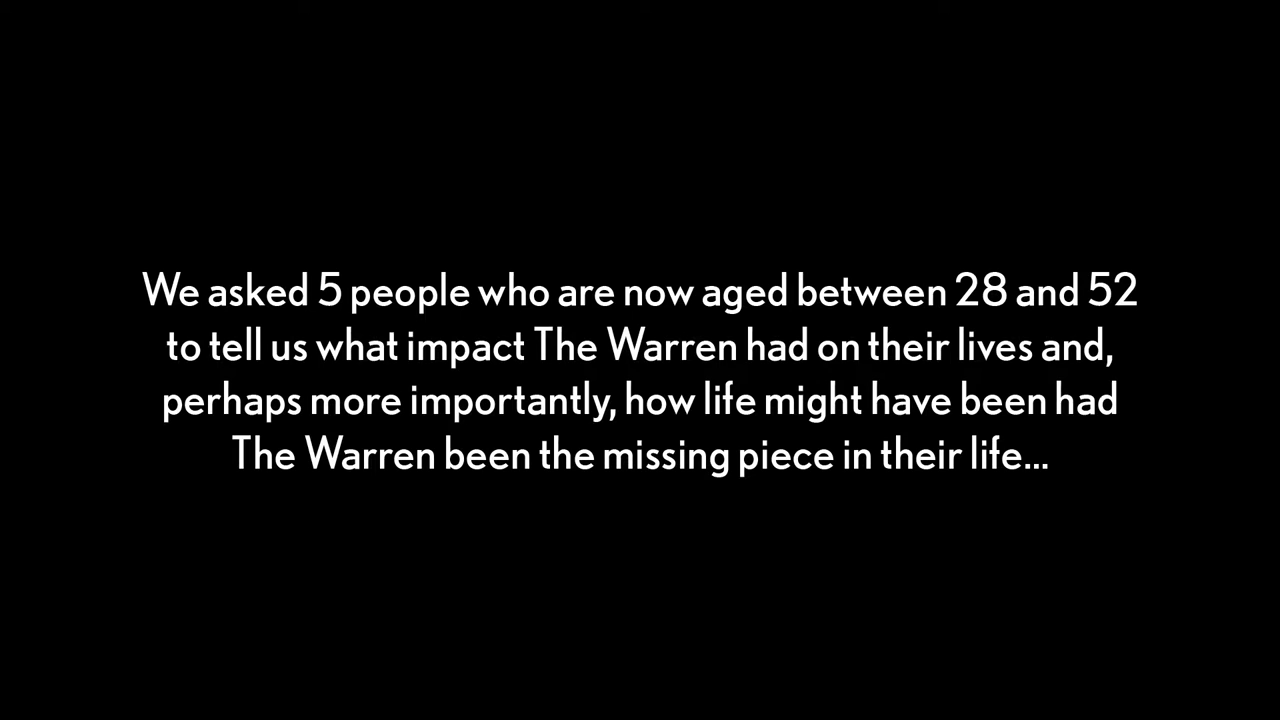 We asked 5 people who are now aged between 28 and 52
to tell us what impact The Warren had on their lives and,
perhaps more importantly, how life might have been had
The Warren been the missing piece in their life...